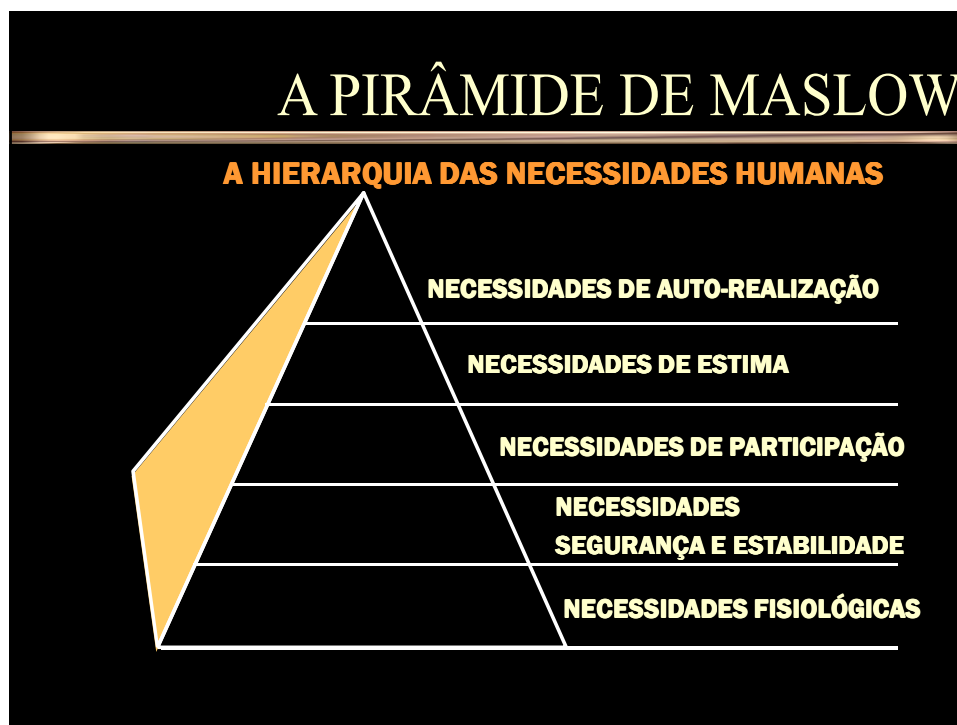 A PIRÂMIDE DE MASLOW
A HIERARQUIA DAS NECESSIDADES HUMANAS
NECESSIDADES DE AUTO-REALIZAÇÃO
NECESSIDADES DE ESTIMA
NECESSIDADES DE PARTICIPAÇÃO
NECESSIDADES
SEGURANÇA E ESTABILIDADE
NECESSIDADES FISIOLÓGICAS